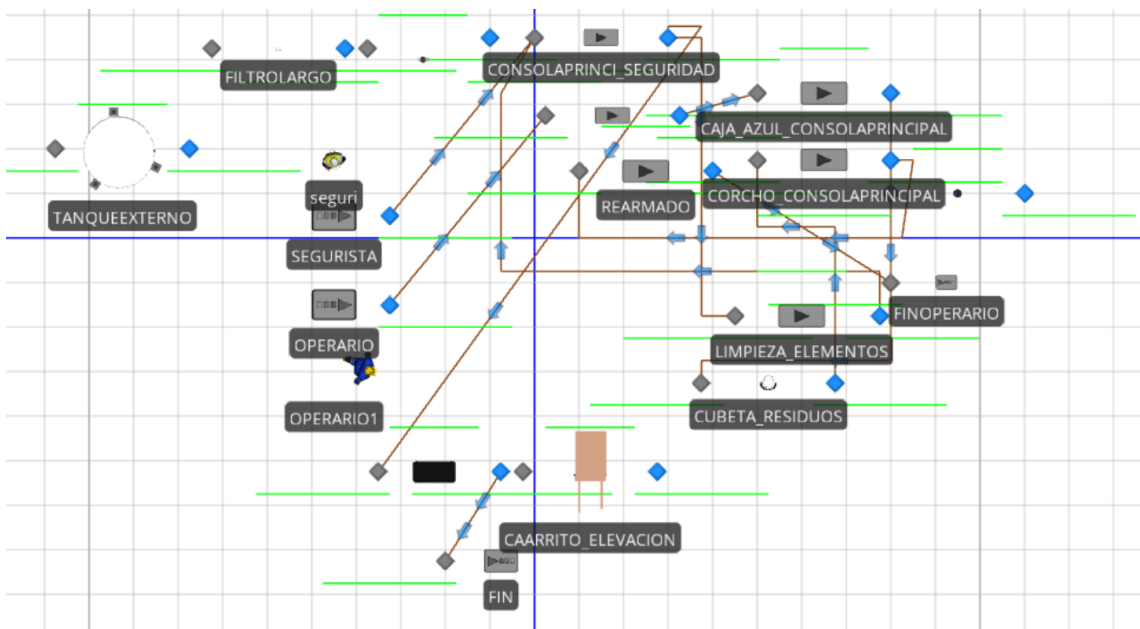 FILTROLARGO
CONSOLAPRINCI_SEGURIDAD
CAJA_AZUL_CONSOLAPRINCIPAL
seguri
CORCHO_CONSOLAPRINCIPAL
REARMADO
TANQUEEXTERNO
SEGURISTA
FINOPERARIO
OPERARIO
LIMPIEZA_ELEMENTOS
OPERARIO1
CUBETA_RESIDUOS
CAARRITO_ELEVACION
FIN